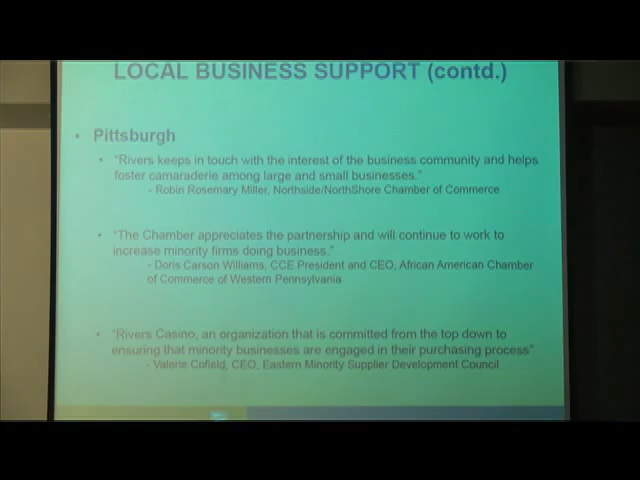 LOCAL BUSINESS SUPPORT (contd.)
• Pittsburgh
• “Rivers keeps in touch with the interest of the business community and helps
foster camaraderie among large and small businesses.”
- Robin Rosemary Miller, Northside/NorthShore Chamber of Commerce
• “The Chamber appreciates the partnership and will continue to work to
increase minority firms doing business.”
- Doris Carson Williams, CCE President and CEO, African American Chamber
of Commerce of Western Pennsylvania
• “Rivers Casino, an organization that is committed from the top down to
ensuring that minority businesses are engaged in their purchasing process”
- Valerie Cofield, CEO, Eastern Minority Supplier Development Council